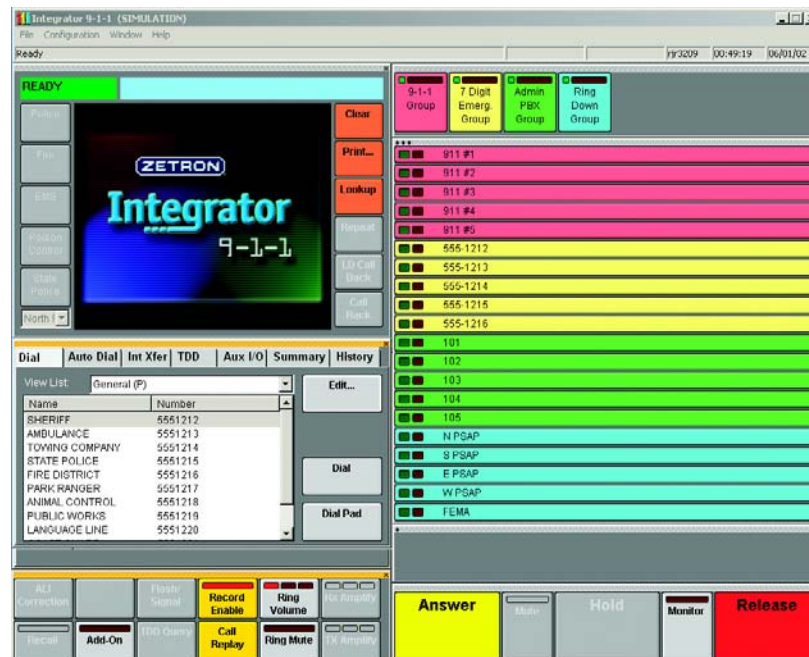 Integrator 9-1-1 (SIMULATION)
File Configuration Window Help
Ready rjr3209 00:49:19 06/01/02
READY
Police
Fire
EMS
Poison Control
State Police
North
Clear
Print...
Lookup
Repeat
LD Call Back
Call Back
ZETRON
Integrator
9-1-1
9-1-1 Group
7 Digit Emerg. Group
Admin PBX Group
Ring Down Group
911 #1
911 #2
911 #3
911 #4
911 #5
555-1212
555-1213
555-1214
555-1215
555-1216
101
102
103
104
105
N PSAP
S PSAP
E PSAP
W PSAP
FEMA
Dial Auto Dial Int Xfer TDD Aux I/O Summary History
View List: General (P)
Edit...
Name Number
SHERIFF 5551212
AMBULANCE 5551213
TOWING COMPANY 5551214
STATE POLICE 5551215
FIRE DISTRICT 5551216
PARK RANGER 5551217
ANIMAL CONTROL 5551218
PUBLIC WORKS 5551219
LANGUAGE LINE 5551220
Dial
Dial Pad
ALI Correction
Flash/ Signal
Record Enable
Ring Volume
Rx Amplify
Recall
Add-On
TDD Query
Call Replay
Ring Mute
TX Amplify
Answer
Mute
Hold
Monitor
Release